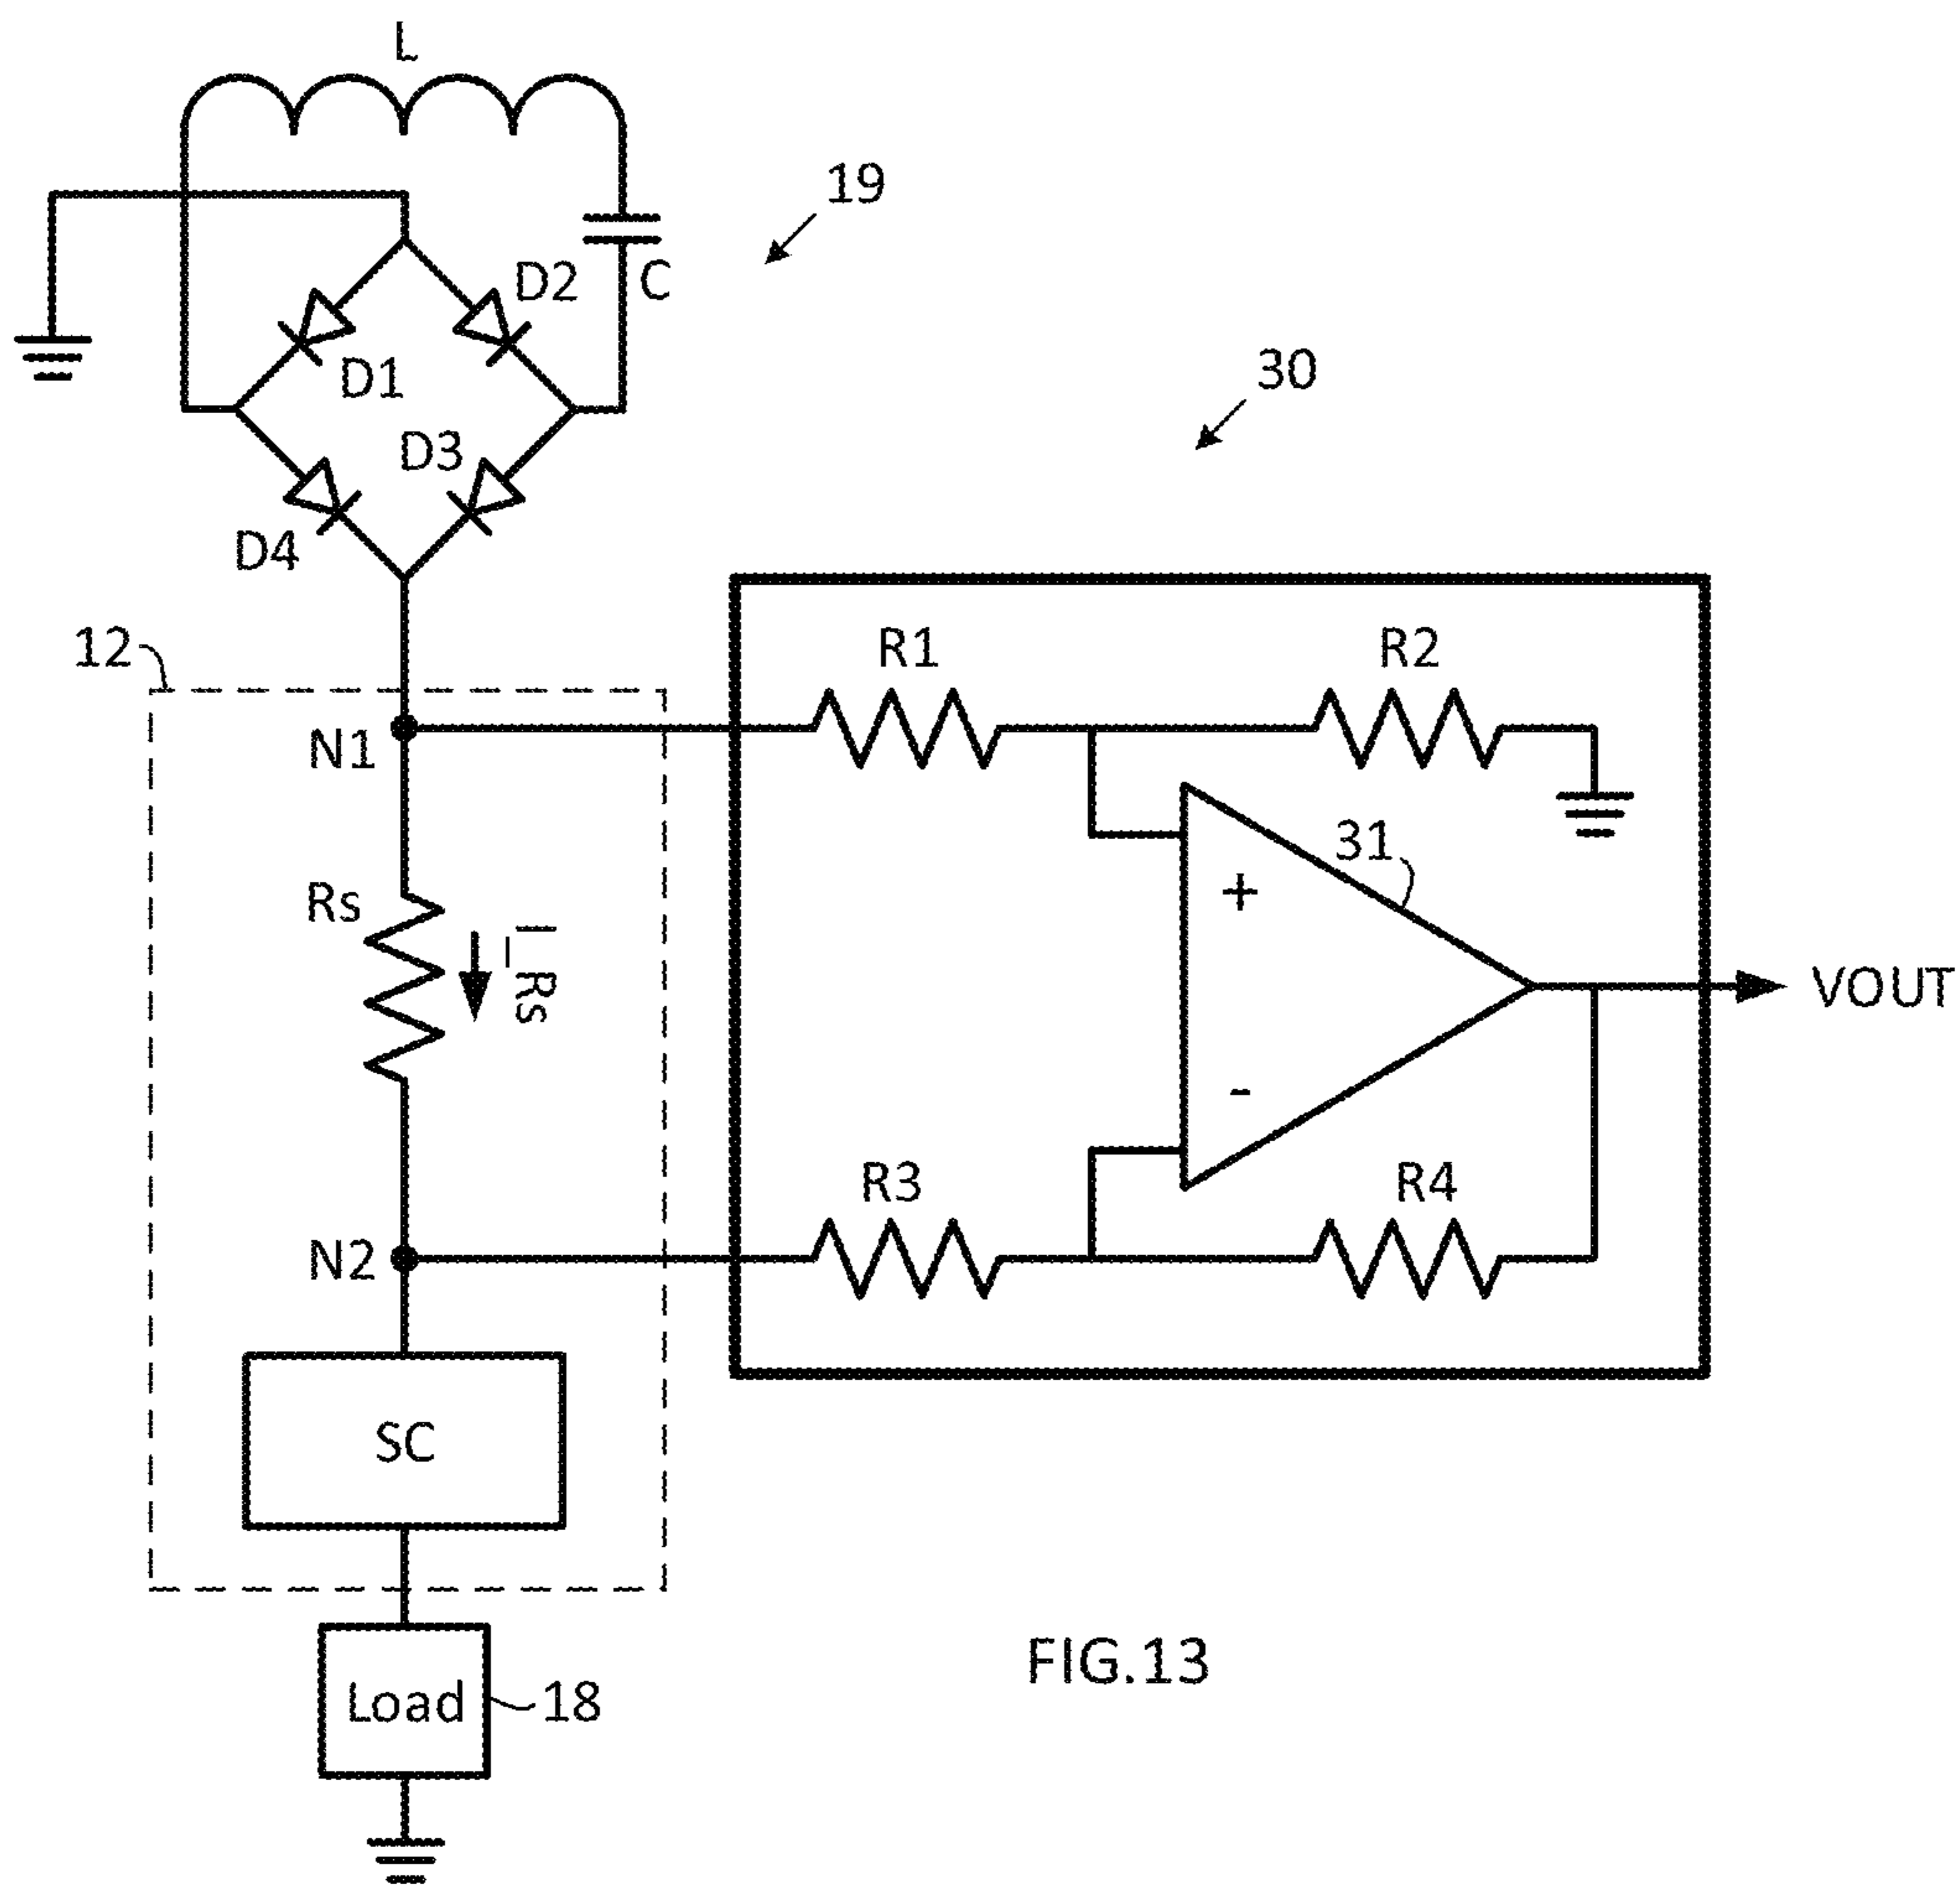 L
19
D2
C
D1
30
D3
D4
12
R1
R2
N1
31
+
Rs
I_Rs
VOUT
-
R3
R4
N2
SC
FIG.13
Load
18